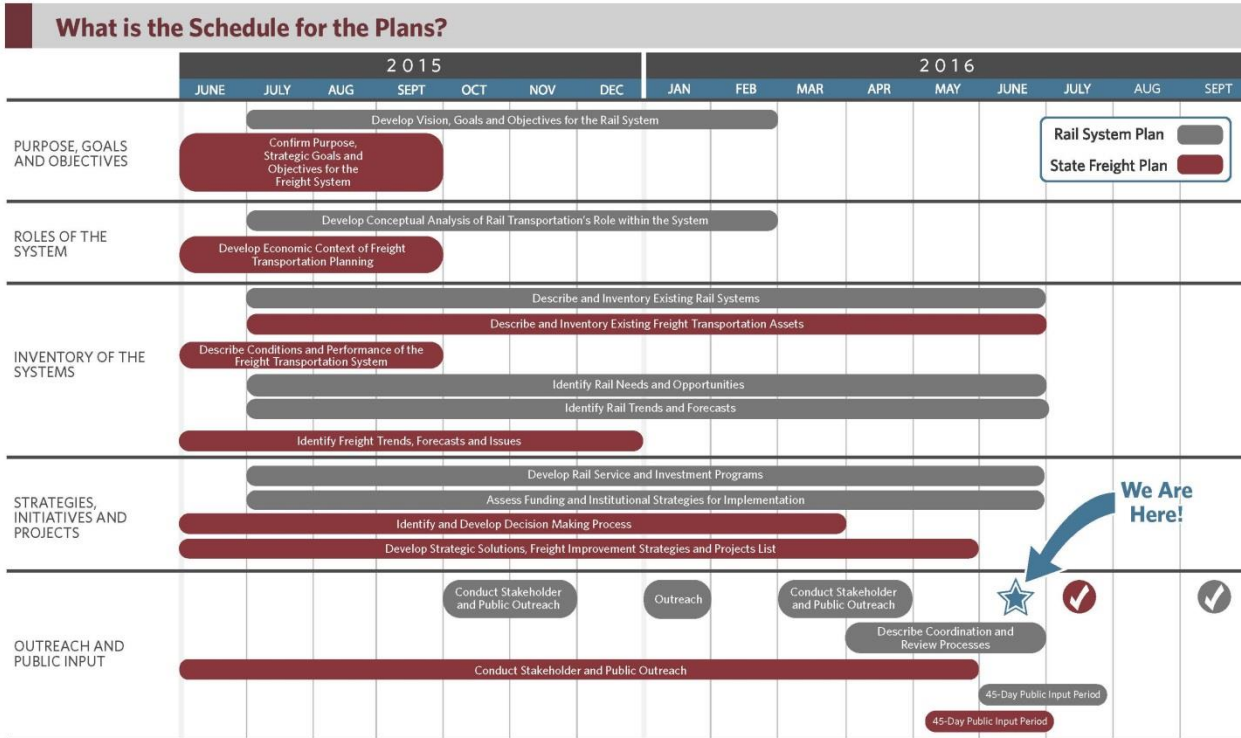 What is the Schedule for the Plans?
2015
2016
JUNE
JULY
AUG
SEPT
OCT
NOV
DEC
JAN
FEB
MAR
APR
MAY
JUNE
JULY
AUG
SEPT
Rail System Plan
State Freight Plan
PURPOSE, GOALS
AND OBJECTIVES
Develop Vision, Goals and Objectives for the Rail System
Confirm Purpose,
Strategic Goals and
Objectives for the
Freight System
ROLES OF THE
SYSTEM
Develop Conceptual Analysis of Rail Transportation's Role within the System
Develop Economic Context of Freight
Transportation Planning
INVENTORY OF THE
SYSTEMS
Describe and Inventory Existing Rail Systems
Describe and Inventory Existing Freight Transportation Assets
Describe Conditions and Performance of the
Freight Transportation System
Identify Rail Needs and Opportunities
Identify Rail Trends and Forecasts
Identify Freight Trends, Forecasts and Issues
STRATEGIES,
INITIATIVES AND
PROJECTS
Develop Rail Service and Investment Programs
Assess Funding and Institutional Strategies for Implementation
Identify and Develop Decision Making Process
Develop Strategic Solutions, Freight Improvement Strategies and Projects List
We Are
Here!
OUTREACH AND
PUBLIC INPUT
Conduct Stakeholder
and Public Outreach
Outreach
Conduct Stakeholder
and Public Outreach
Describe Coordination and
Review Processes
Conduct Stakeholder and Public Outreach
45-Day Public Input Period
45-Day Public Input Period